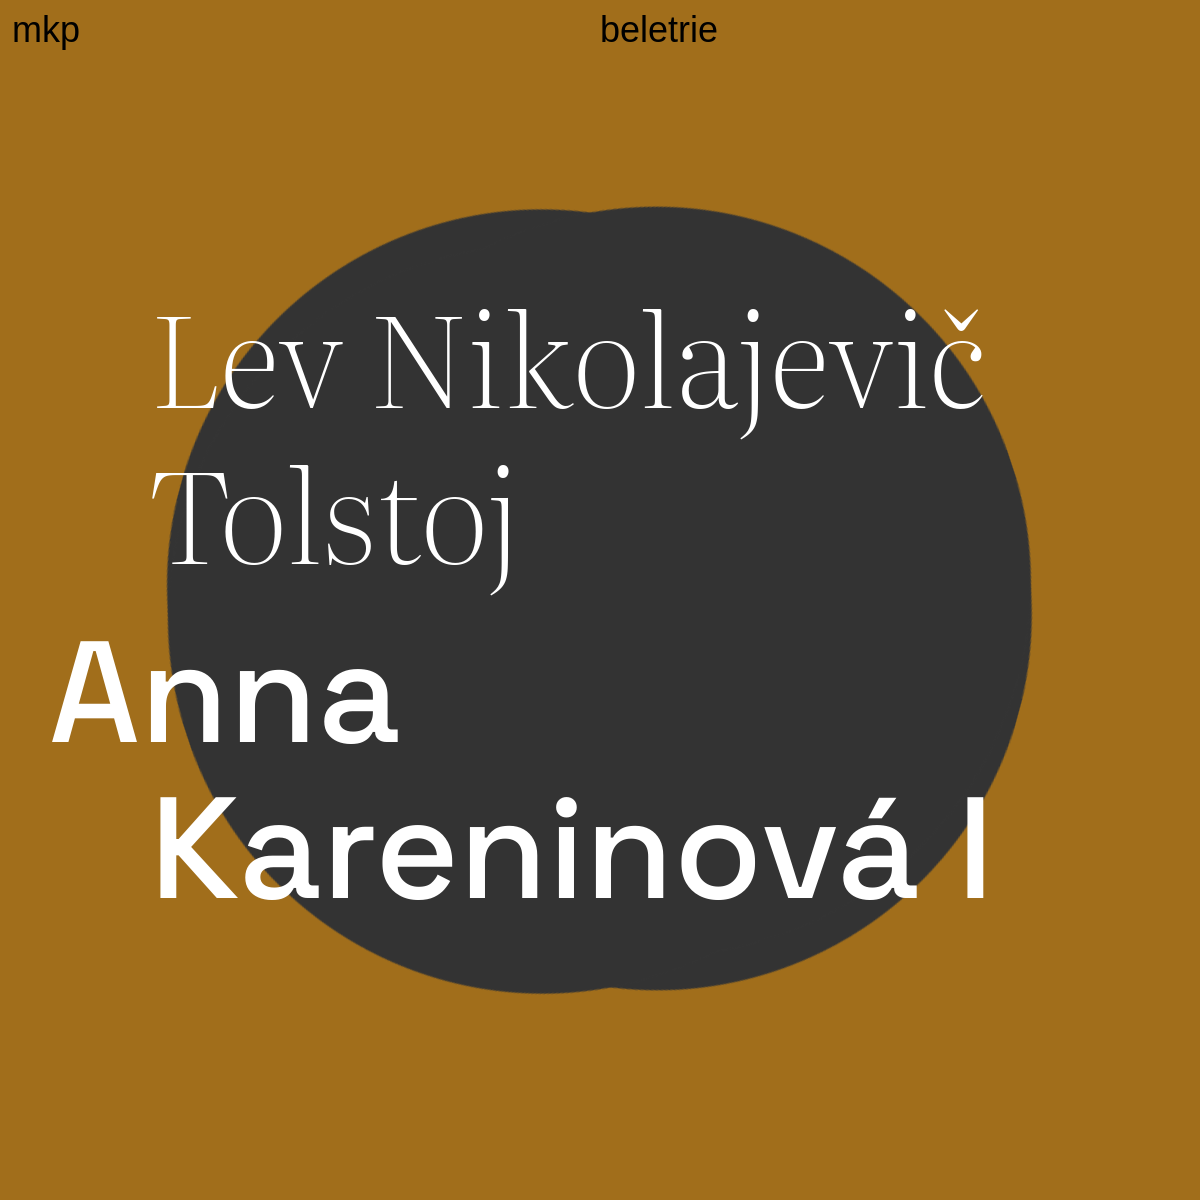 mkp
beletrie
Lev Nikolajevič
Tolstoj
Anna
Kareninová I